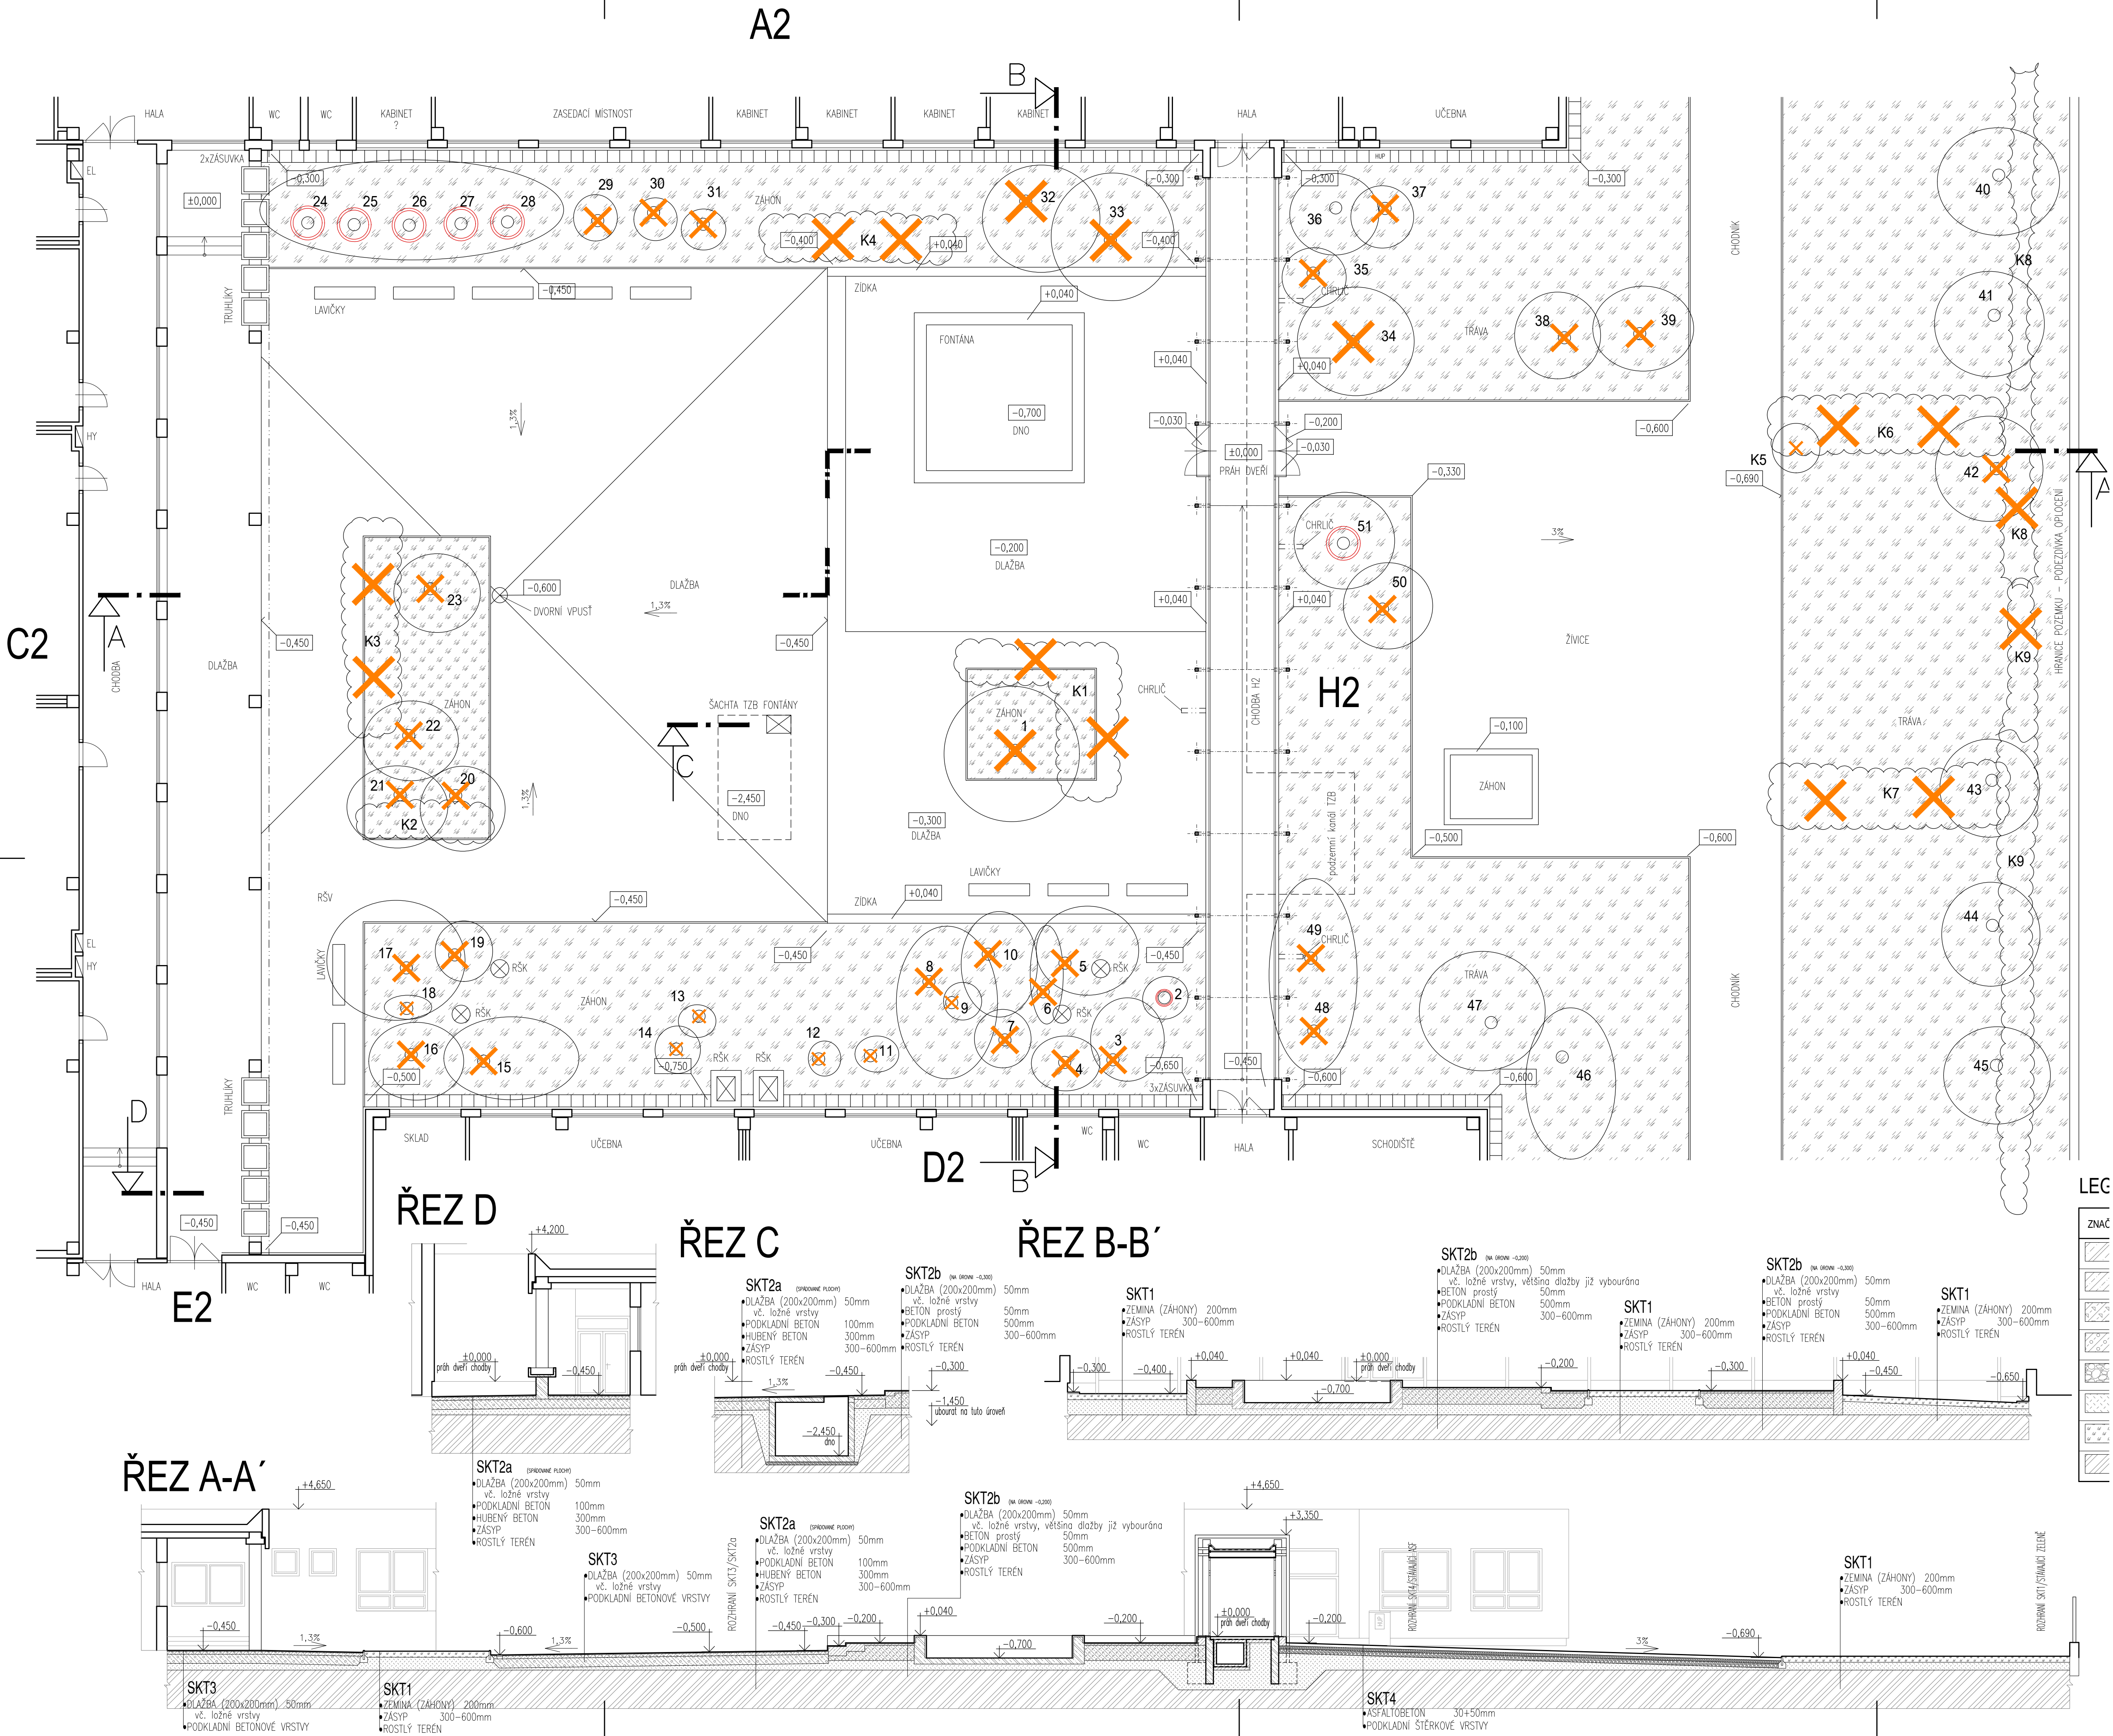 A2
B
HALA
WC
WC
KABINET
?
ZASEDACÍ MÍSTNOST
KABINET
KABINET
KABINET
KABINET
HALA
UČEBNA
2xZÁSUVKA
HUP
EL
±0,000
-0,300
-0,300
-0,300
-0,300
24
25
26
27
28
29
30
31
ZÁHON
32
33
36
37
35
40
K4
-0,400
+0,040
-0,400
CHRLIČ
CHODNÍK
K8
TRUHLÍKY
LAVIČKY
-0,450
ZÍDKA
+0,040
FONTÁNA
34
TRÁVA
38
39
41
+0,040
+0,040
1,3%
-0,700
DNO
-0,030
-0,200
-0,030
±0,000
PRÁH DVEŘÍ
-0,600
K6
K5
HY
-0,690
42
A
-0,330
K8
CHRLIČ
51
3%
-0,200
DLAŽBA
23
-0,600
DVORNÍ VPUSŤ
DLAŽBA
1,3%
50
+0,040
+0,040
C2
A
CHODBA
K3
-0,450
-0,450
ŽÍVICE
K9
HRANICE POZEMKU – PODEZDÍVKA OPLOCENÍ
DLAŽBA
ZÁHON
22
ŠACHTA TZB FONTÁNY
K1
ZÁHON
1
CHRLIČ
CHODBA H2
H2
TRÁVA
-0,100
C
21
20
K2
1,3%
-2,450
DNO
-0,300
DLAŽBA
podzemní kanál TZB
ZÁHON
43
K7
-0,500
-0,600
K9
RŠV
LAVIČKY
-0,450
ZÍDKA
+0,040
44
EL
HY
LAVIČKY
17
19
RŠK
18
RŠK
ZÁHON
13
14
-0,450
8
10
9
5
RŠK
6
RŠK
-0,450
2
49
CHRLIČ
TRÁVA
47
CHODNÍK
48
16
15
12
11
7
4
3
46
45
-0,500
-0,750
RŠK
RŠK
-0,650
3xZÁSUVKA
-0,450
-0,600
-0,600
TRUHLÍKY
D
SKLAD
UČEBNA
UČEBNA
WC
WC
HALA
SCHODIŠTĚ
D2
B
-0,450
-0,450
HALA
WC
WC
E2
LEG
ZNAČ
ŘEZ D
+4,200
±0,000
práh dveří chodby
-0,450
SKT2a (SPÁDOVANÉ PLOCHY)
DLAŽBA (200x200mm) 50mm
vč. ložné vrstvy
PODKLADNÍ BETON 100mm
HUBENÝ BETON 300mm
ZÁSYP 300-600mm
ROSTLÝ TERÉN
ŘEZ C
SKT2a (SPÁDOVANÉ PLOCHY)
DLAŽBA (200x200mm) 50mm
vč. ložné vrstvy
PODKLADNÍ BETON 100mm
HUBENÝ BETON 300mm
ZÁSYP 300-600mm
ROSTLÝ TERÉN
SKT2b (NA ÚROVNI -0,300)
DLAŽBA (200x200mm) 50mm
vč. ložné vrstvy
BETON prostý 50mm
PODKLADNÍ BETON 500mm
ZÁSYP 300-600mm
ROSTLÝ TERÉN
±0,000
práh dveří chodby
1,3%
-0,450
-0,300
-1,450
ubourat na tuto úroveň
-2,450
dno
ŘEZ B-B´
SKT1
ZEMINA (ZÁHONY) 200mm
ZÁSYP 300-600mm
ROSTLÝ TERÉN
SKT2b (NA ÚROVNI -0,200)
DLAŽBA (200x200mm) 50mm
vč. ložné vrstvy, většina dlažby již vybourána
BETON prostý 50mm
PODKLADNÍ BETON 500mm
ZÁSYP 300-600mm
ROSTLÝ TERÉN
SKT1
ZEMINA (ZÁHONY) 200mm
ZÁSYP 300-600mm
ROSTLÝ TERÉN
SKT2b (NA ÚROVNI -0,300)
DLAŽBA (200x200mm) 50mm
vč. ložné vrstvy
BETON prostý 50mm
PODKLADNÍ BETON 500mm
ZÁSYP 300-600mm
ROSTLÝ TERÉN
SKT1
ZEMINA (ZÁHONY) 200mm
ZÁSYP 300-600mm
ROSTLÝ TERÉN
-0,300
-0,400
+0,040
+0,040
±0,000
práh dveří chodby
-0,700
-0,200
-0,300
+0,040
-0,450
-0,650
ŘEZ A-A´
+4,650
-0,450
1,3%
-0,600
1,3%
SKT3
DLAŽBA (200x200mm) 50mm
vč. ložné vrstvy
PODKLADNÍ BETONOVÉ VRSTVY
-0,500
ROZHRANÍ SKT3/SKT2a
SKT2a (SPÁDOVANÉ PLOCHY)
DLAŽBA (200x200mm) 50mm
vč. ložné vrstvy
PODKLADNÍ BETON 100mm
HUBENÝ BETON 300mm
ZÁSYP 300-600mm
ROSTLÝ TERÉN
-0,450
-0,300
-0,200
SKT2b (NA ÚROVNI -0,200)
DLAŽBA (200x200mm) 50mm
vč. ložné vrstvy, většina dlažby již vybourána
BETON prostý 50mm
PODKLADNÍ BETON 500mm
ZÁSYP 300-600mm
ROSTLÝ TERÉN
+0,040
-0,700
-0,200
+4,650
+3,350
±0,000
práh dveří chodby
-0,200
HUP
3%
-0,690
SKT1
ZEMINA (ZÁHONY) 200mm
ZÁSYP 300-600mm
ROSTLÝ TERÉN
ROZHRANÍ SKT1/STÁVAJÍCÍ ZELENĚ
SKT3
DLAŽBA (200x200mm) 50mm
vč. ložné vrstvy
PODKLADNÍ BETONOVÉ VRSTVY
SKT1
ZEMINA (ZÁHONY) 200mm
ZÁSYP 300-600mm
ROSTLÝ TERÉN
SKT4
ASFALTOBETON 30+50mm
PODKLADNÍ ŠTĚRKOVÉ VRSTVY